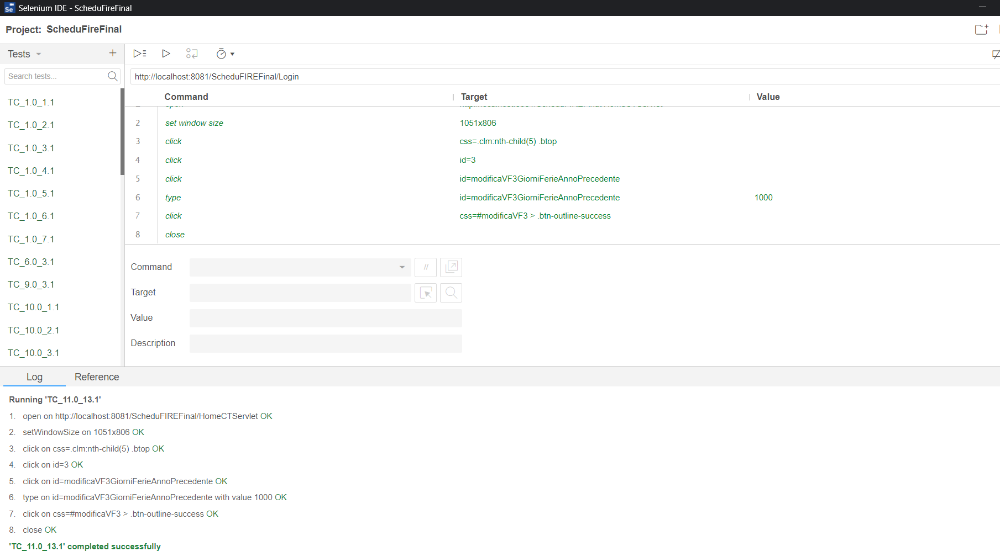 Selenium IDE - ScheduFireFinal
Project: ScheduFireFinal
Tests
Search tests...
TC_1.0_1.1
TC_1.0_2.1
TC_1.0_3.1
TC_1.0_4.1
TC_1.0_5.1
TC_1.0_6.1
TC_1.0_7.1
TC_6.0_3.1
TC_9.0_3.1
TC_10.0_1.1
TC_10.0_2.1
TC_10.0_3.1
http://localhost:8081/ScheduFIREFinal/Login
Command Target Value
2 set window size 1051x806
3 click css=.clm:nth-child(5) .btop
4 click id=3
5 click id=modificaVF3GiorniFerieAnnoPrecedente
6 type id=modificaVF3GiorniFerieAnnoPrecedente 1000
7 click css=#modificaVF3 > .btn-outline-success
8 close
Command //
Target
Value
Description
Log Reference
Running 'TC_11.0_13.1'
1. open on http://localhost:8081/ScheduFIREFinal/HomeCTServlet OK
2. setWindowSize on 1051x806 OK
3. click on css=.clm:nth-child(5) .btop OK
4. click on id=3 OK
5. click on id=modificaVF3GiorniFerieAnnoPrecedente OK
6. type on id=modificaVF3GiorniFerieAnnoPrecedente with value 1000 OK
7. click on css=#modificaVF3 > .btn-outline-success OK
8. close OK
'TC_11.0_13.1' completed successfully